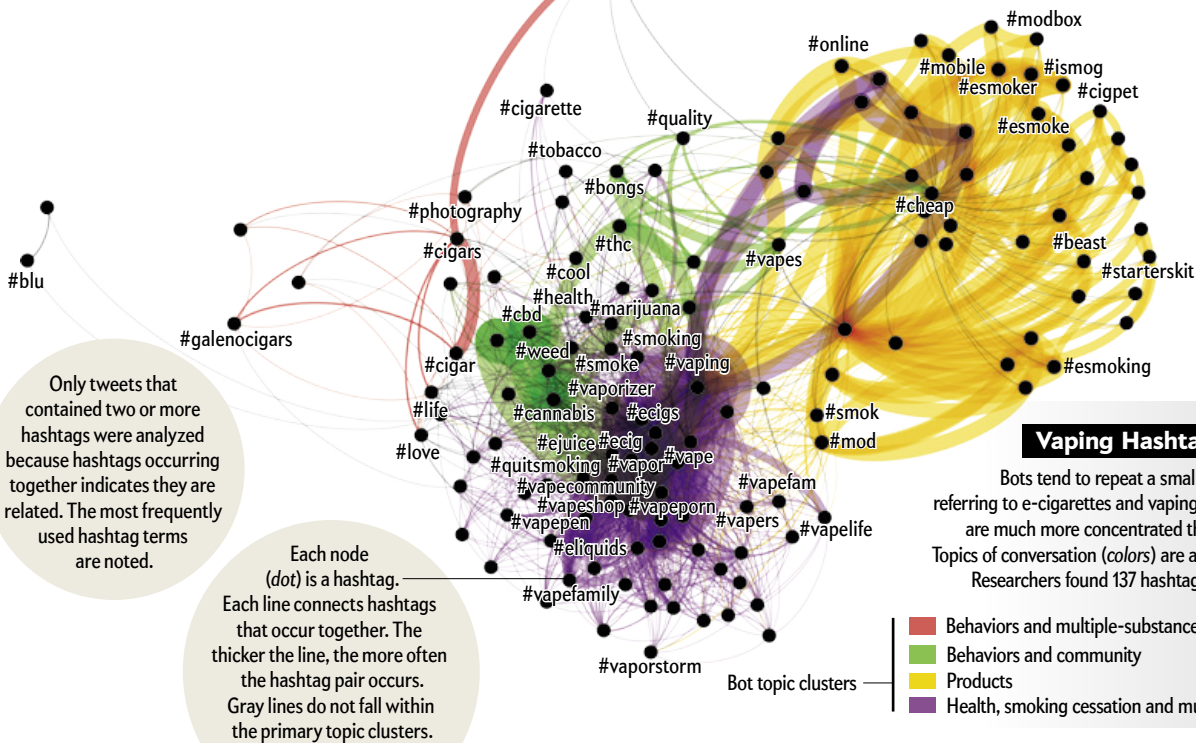 #modbox
#online
#mobile
#ismog
#esmoker
#cigpet
#cigarette
#quality
#esmoke
#tobacco
#bongs
#photography
#cheap
#thc
#cigars
#vapes
#beast
#cool
#starterskit
#blu
#health
#marijuana
#cbd
#galenocigars
#smoking
#weed
#smoke
#vaping
#cigar
#esmoking
#vaporizer
#life
#cannabis
#ecigs
#smok
#love
#ejuice
#ecig
#mod
#quitsmoking
#vapor
#vape
#vapecommunity
#vapefam
#vapeshop
#vapeporn
#vapepen
#vapers
#vapelife
#eliquids
#vapefamily
#vaporstorm
Only tweets that
contained two or more
hashtags were analyzed
because hashtags occurring
together indicates they are
related. The most frequently
used hashtag terms
are noted.
Each node
(dot) is a hashtag.
Each line connects hashtags
that occur together. The
thicker the line, the more often
the hashtag pair occurs.
Gray lines do not fall within
the primary topic clusters.
Vaping Hashta
Bots tend to repeat a small
referring to e-cigarettes and vaping
are much more concentrated th
Topics of conversation (colors) are a
Researchers found 137 hashtag
Bot topic clusters
Behaviors and multiple-substance
Behaviors and community
Products
Health, smoking cessation and mu